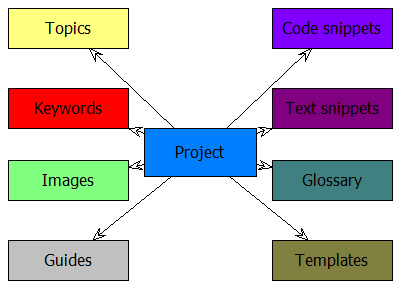 Topics
Code snippets
Keywords
Text snippets
Project
Images
Glossary
Guides
Templates